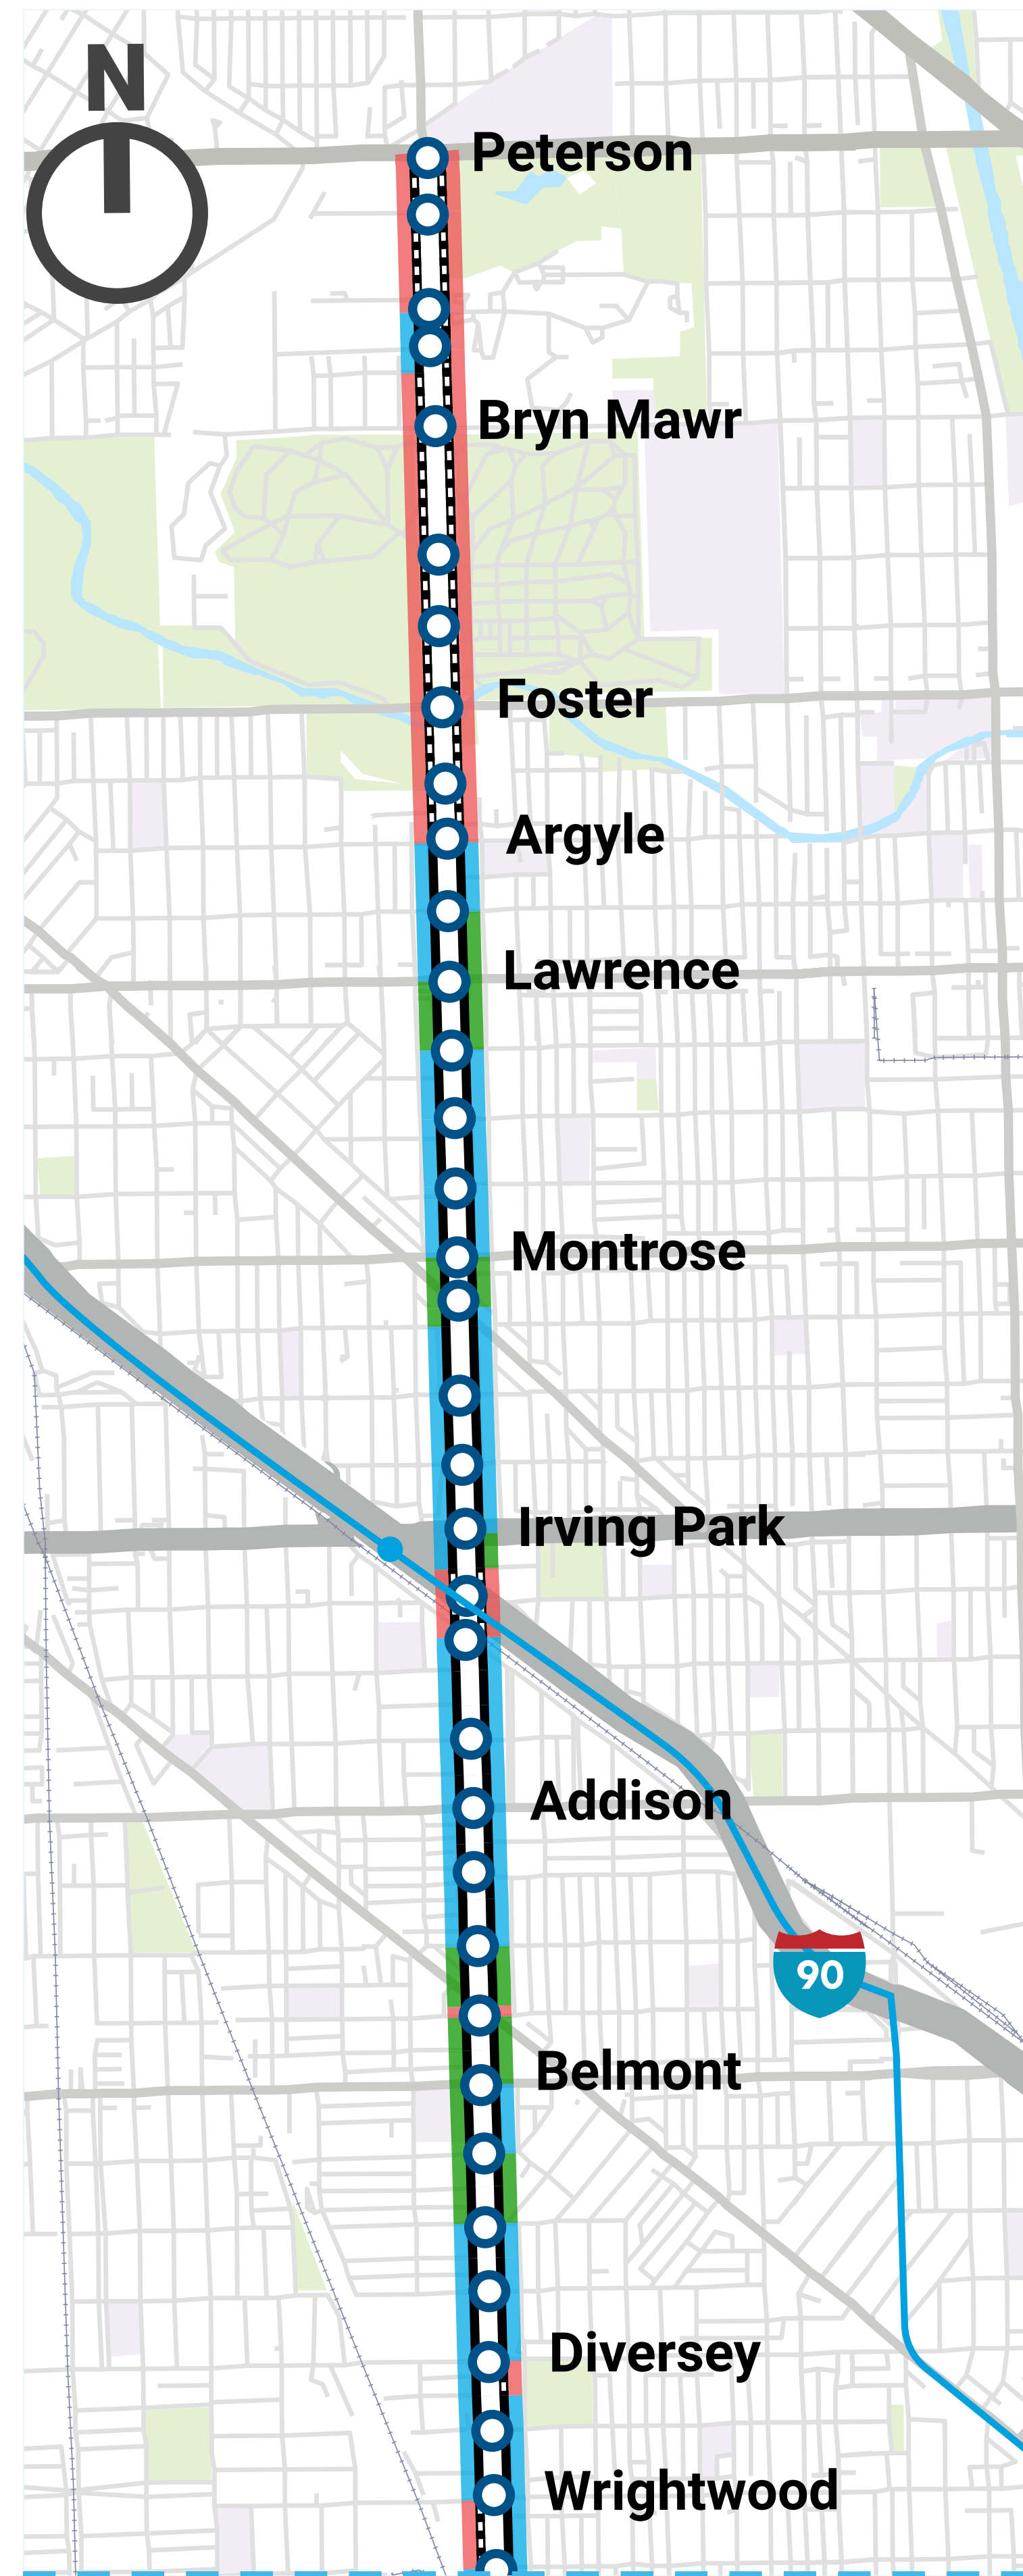 N
Peterson
Bryn Mawr
Foster
Argyle
Lawrence
Montrose
Irving Park
Addison
90
Belmont
Diversey
Wrightwood